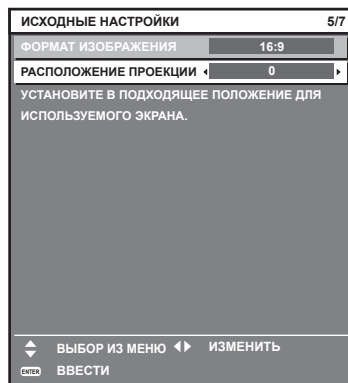 ИСХОДНЫЕ НАСТРОЙКИ 5/7
ФОРМАТ ИЗОБРАЖЕНИЯ 16:9
РАСПОЛОЖЕНИЕ ПРОЕКЦИИ 0
УСТАНОВИТЕ В ПОДХОДЯЩЕЕ ПОЛОЖЕНИЕ ДЛЯ
ИСПОЛЬЗУЕМОГО ЭКРАНА.
ВЫБОР ИЗ МЕНЮ ИЗМЕНИТЬ
ENTER ВВЕСТИ